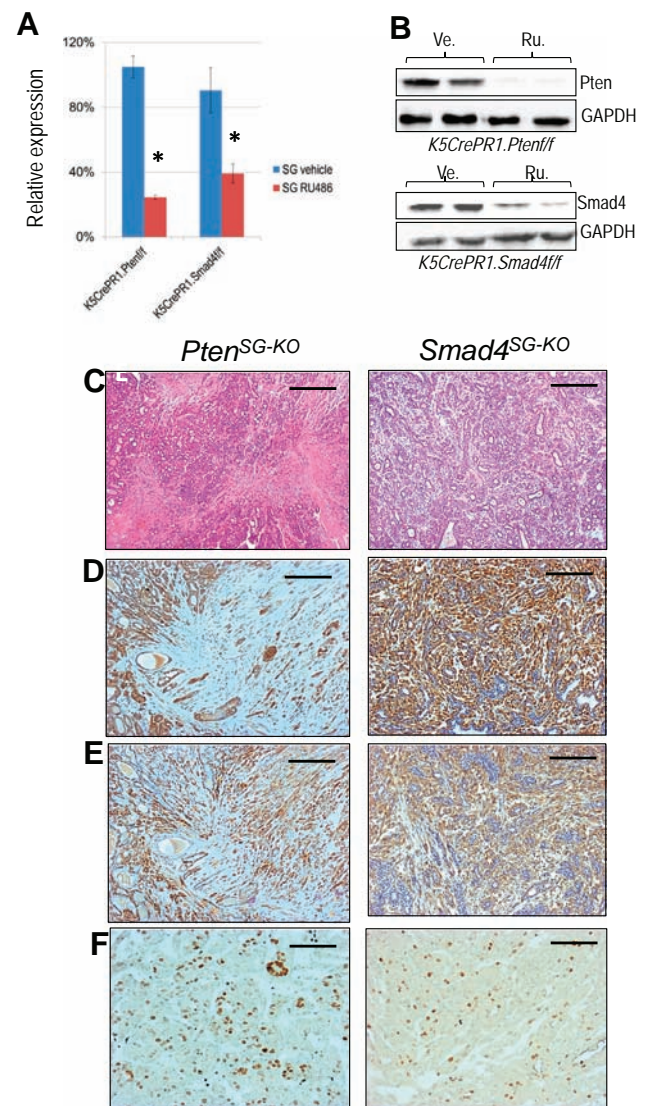 A
Relative expression
120%
80%
40%
0%
*
*
SG vehicle
SG RU486
K5CrePR1.Ptenf/f
K5CrePR1.Smad4f/f
B
Ve. Ru.
Pten
GAPDH
K5CrePR1.Ptenf/f
Ve. Ru.
Smad4
GAPDH
K5CrePR1.Smad4f/f
Pten^SG-KO Smad4^SG-KO
C
D
E
F